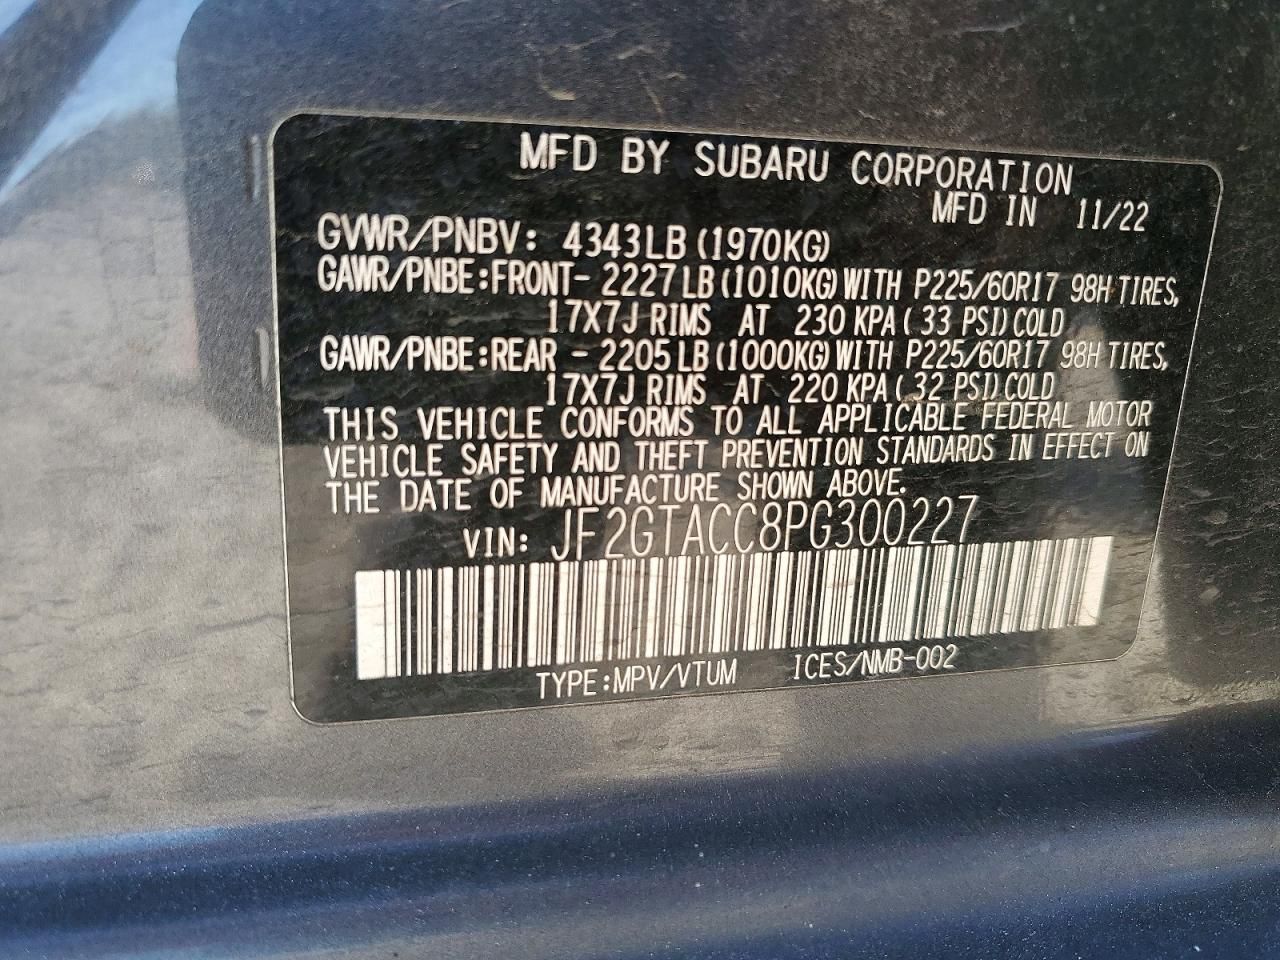 MFD BY SUBARU CORPORATION
MFD IN 11/22
GVWR/PNBV: 4343LB (1970KG)
GAWR/PNBE:FRONT- 2227LB(1010KG)WITH P225/60R17 98H TIRES,
17X7J RIMS AT 230 KPA( 33 PSI)COLD
GAWR/PNBE:REAR - 2205LB(1000KG)WITH P225/60R17 98H TIRES,
17X7J RIMS AT 220 KPA( 32 PSI)COLD
THIS VEHICLE CONFORMS TO ALL APPLICABLE FEDERAL MOTOR
VEHICLE SAFETY AND THEFT PREVENTION STANDARDS IN EFFECT ON
THE DATE OF MANUFACTURE SHOWN ABOVE.
VIN: JF2GTACC8PG300227
TYPE:MPV/VTUM ICES/NMB-002